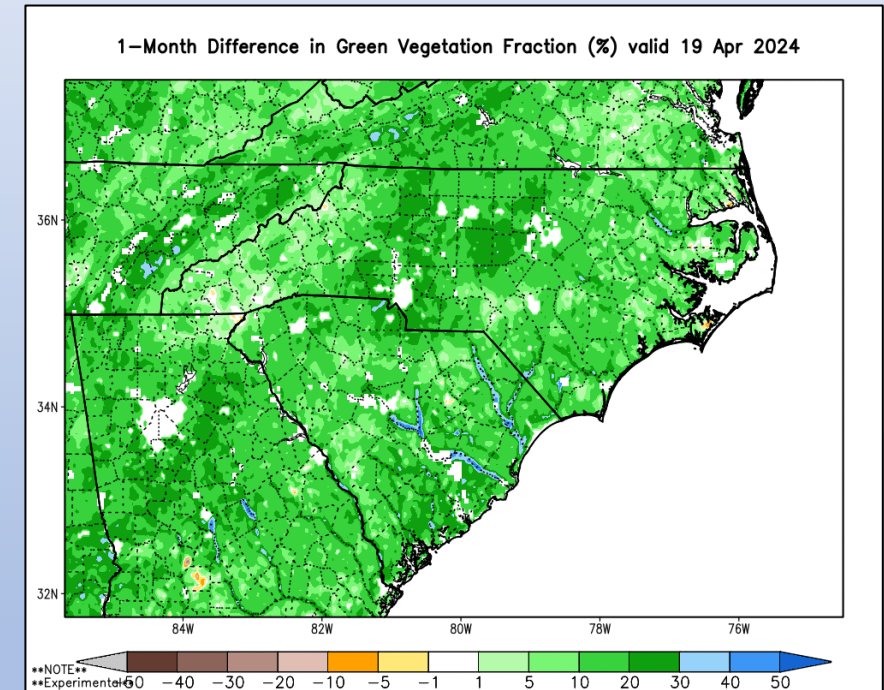 1-Month Difference in Green Vegetation Fraction (%) valid 19 Apr 2024
36N
34N
32N
84W 82W 80W 78W 76W
**NOTE**
**Experimental -50 -40 -30 -20 -10 -5 -1 1 5 10 20 30 40 50